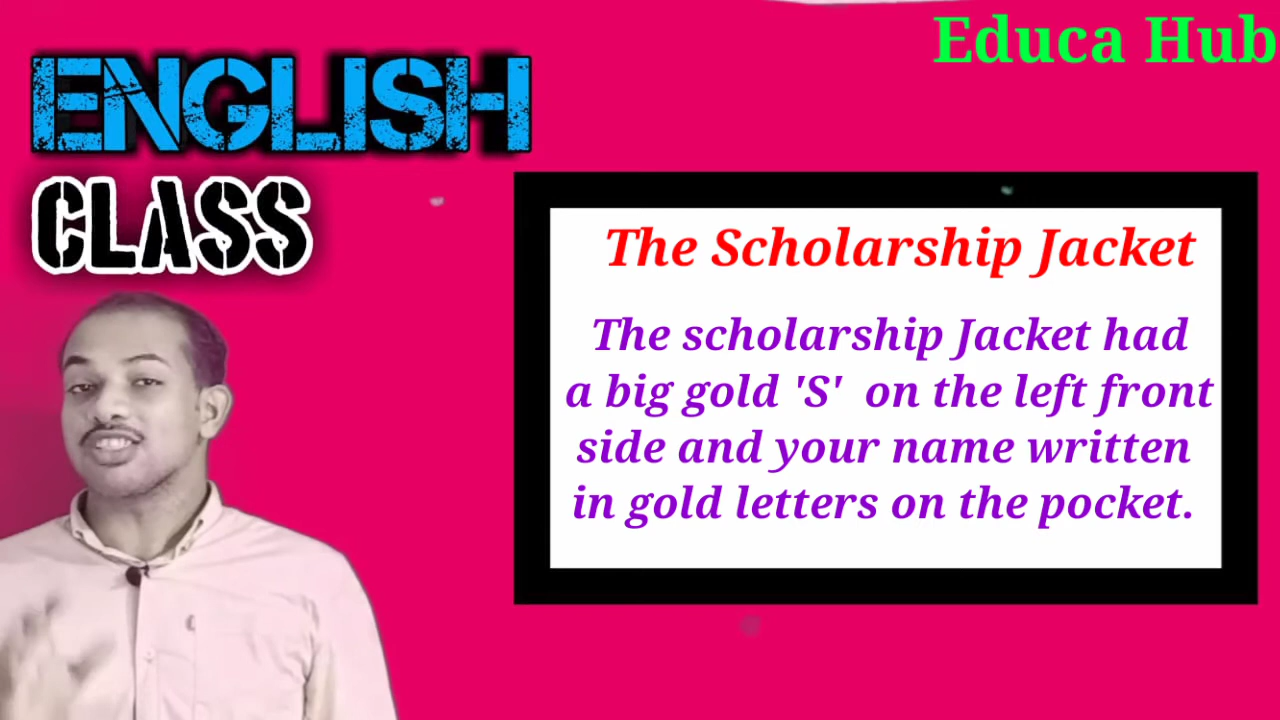 Educa Hub
ENGLISH
CLASS
The Scholarship Jacket
The scholarship Jacket had
a big gold 'S' on the left front
side and your name written
in gold letters on the pocket.